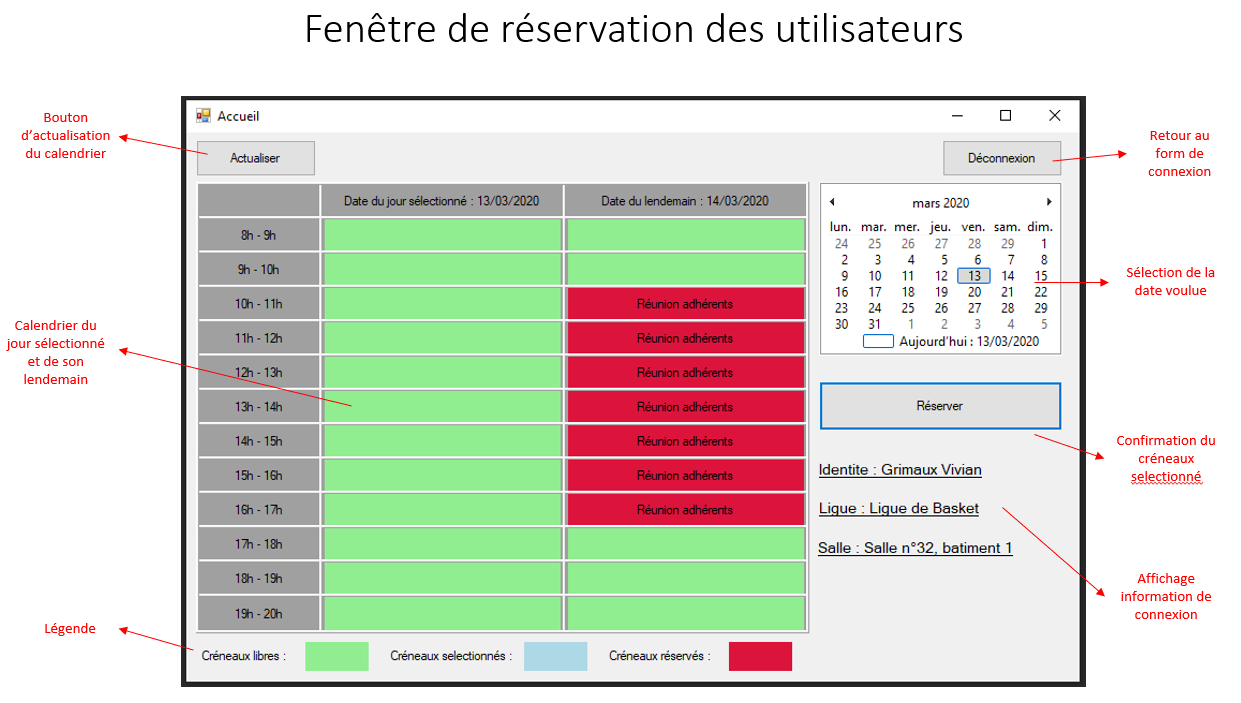 Fenêtre de réservation des utilisateurs
Bouton
d'actualisation
du calendrier
Accueil
Actualiser
Déconnexion
Retour au
form de
connexion
Date du jour sélectionné : 13/03/2020
Date du lendemain : 14/03/2020
8h - 9h
9h - 10h
10h - 11h
Réunion adhérents
11h - 12h
Réunion adhérents
12h - 13h
Réunion adhérents
13h - 14h
Réunion adhérents
14h - 15h
Réunion adhérents
15h - 16h
Réunion adhérents
16h - 17h
Réunion adhérents
17h - 18h
18h - 19h
19h - 20h
mars 2020
lun. mar. mer. jeu. ven. sam. dim.
24 25 26 27 28 29 1
2 3 4 5 6 7 8
9 10 11 12 13 14 15
16 17 18 19 20 21 22
23 24 25 26 27 28 29
30 31 1 2 3 4 5
Aujourd'hui : 13/03/2020
Sélection de la
date voulue
Calendrier du
jour sélectionné
et de son
lendemain
Réserver
Confirmation du
créneaux
selectionné
Identite : Grimaux Vivian
Ligue : Ligue de Basket
Salle : Salle n°32, batiment 1
Affichage
information de
connexion
Légende
Créneaux libres :
Créneaux selectionnés :
Créneaux réservés :